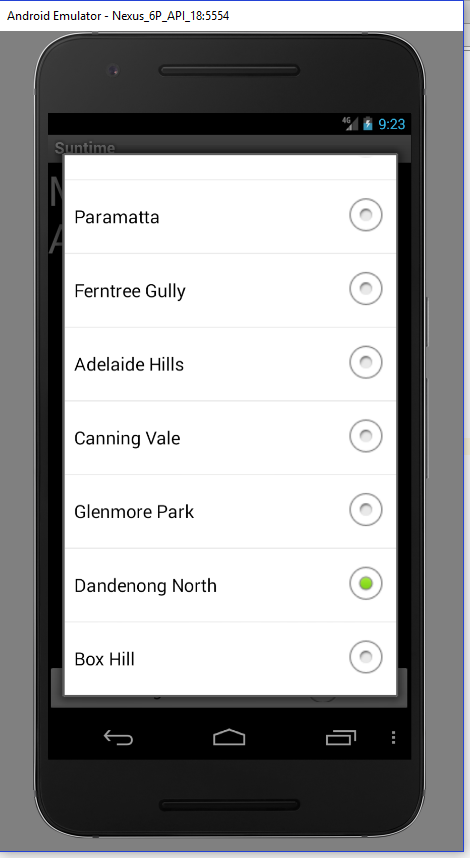 Android Emulator - Nexus_6P_API_18:5554
4G
9:23
Suntime
Paramatta
Ferntree Gully
Adelaide Hills
Canning Vale
Glenmore Park
Dandenong North
Box Hill